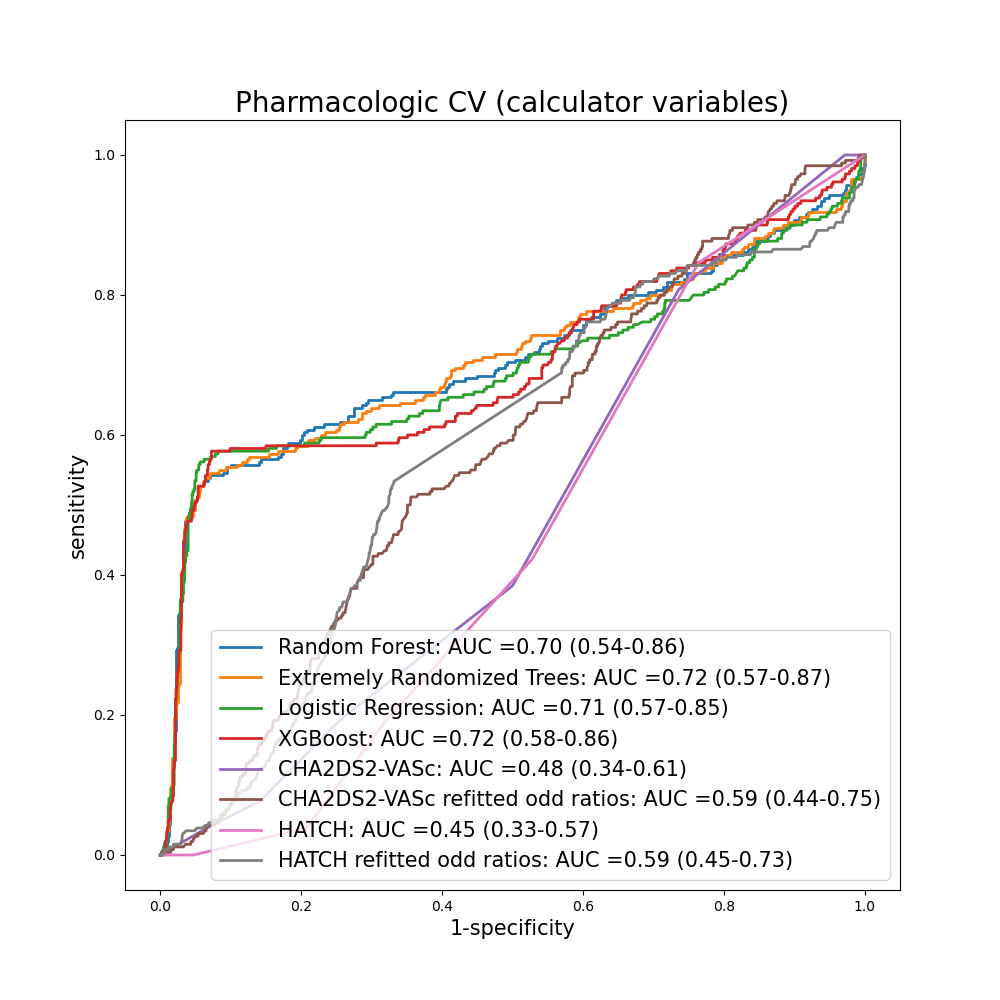 Pharmacologic CV (calculator variables)
sensitivity
1.0
0.8
0.6
0.4
0.2
0.0
Random Forest: AUC =0.70 (0.54-0.86)
Extremely Randomized Trees: AUC =0.72 (0.57-0.87)
Logistic Regression: AUC =0.71 (0.57-0.85)
XGBoost: AUC =0.72 (0.58-0.86)
CHA2DS2-VASc: AUC =0.48 (0.34-0.61)
CHA2DS2-VASc refitted odd ratios: AUC =0.59 (0.44-0.75)
HATCH: AUC =0.45 (0.33-0.57)
HATCH refitted odd ratios: AUC =0.59 (0.45-0.73)
0.0 0.2 0.4 0.6 0.8 1.0
1-specificity